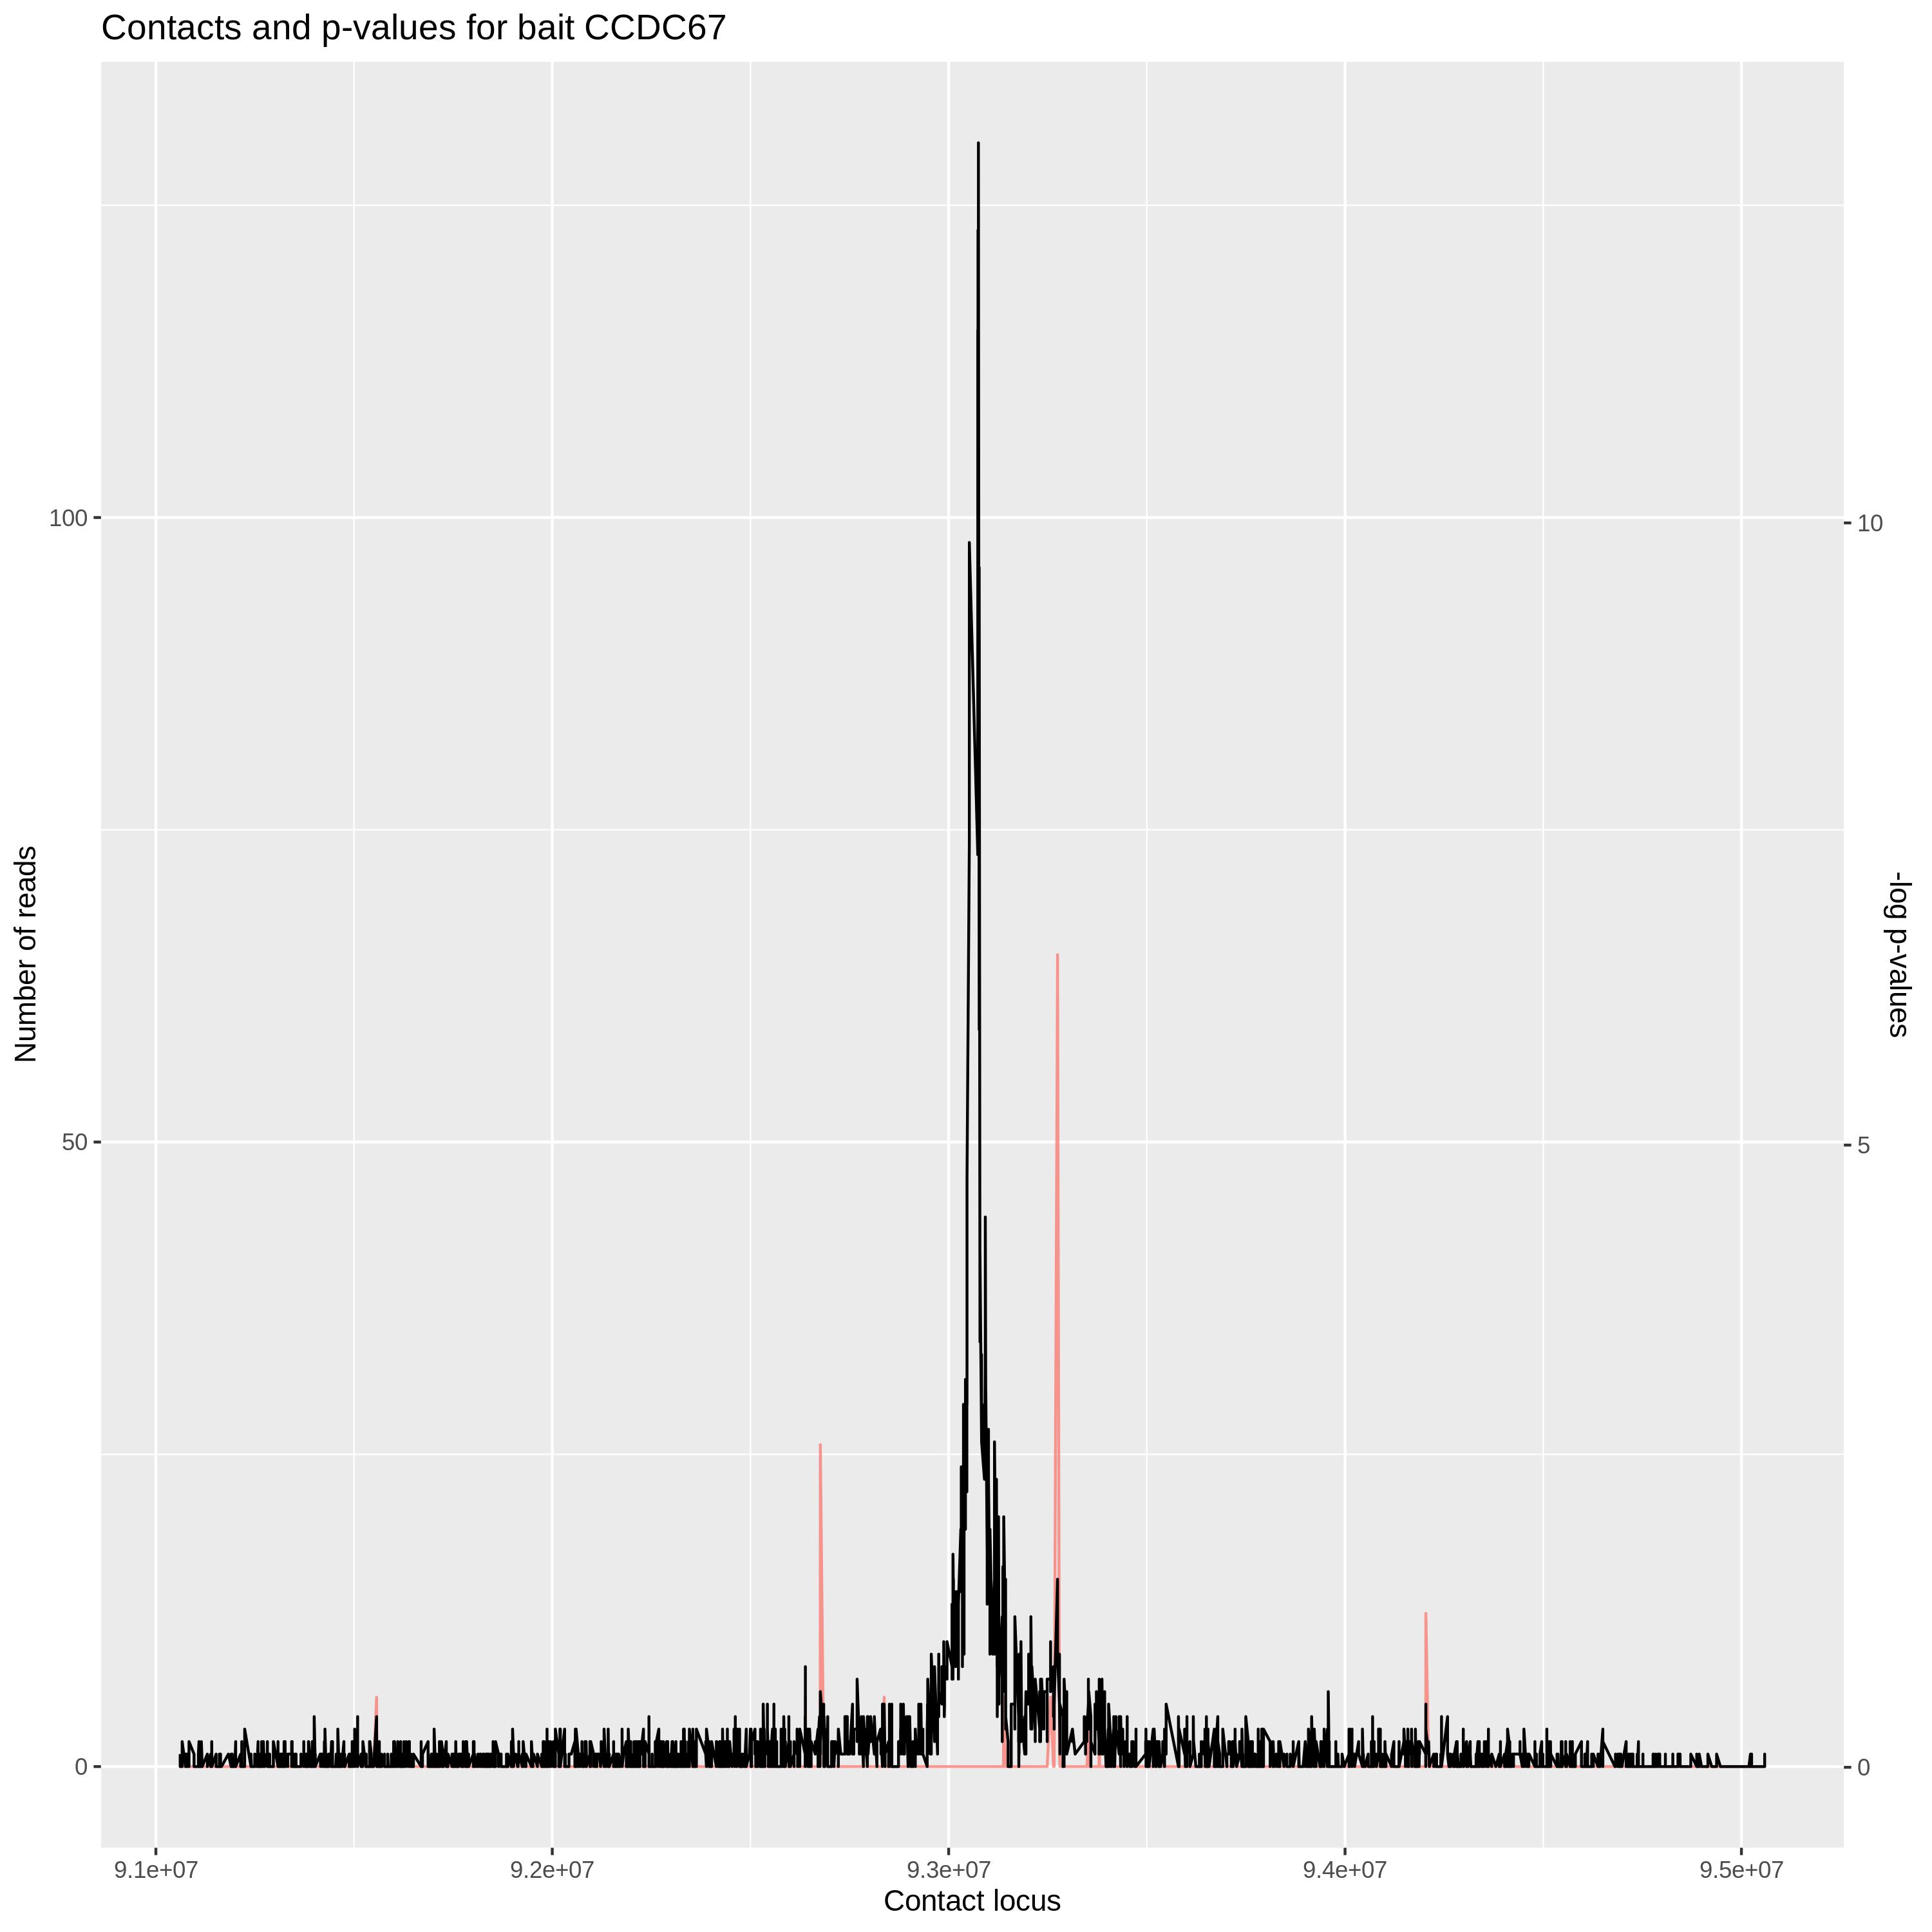 Contacts and p-values for bait CCDC67
Number of reads
100
50
0
10
5
0
-log p-values
9.1e+07
9.2e+07
9.3e+07
9.4e+07
9.5e+07
Contact locus